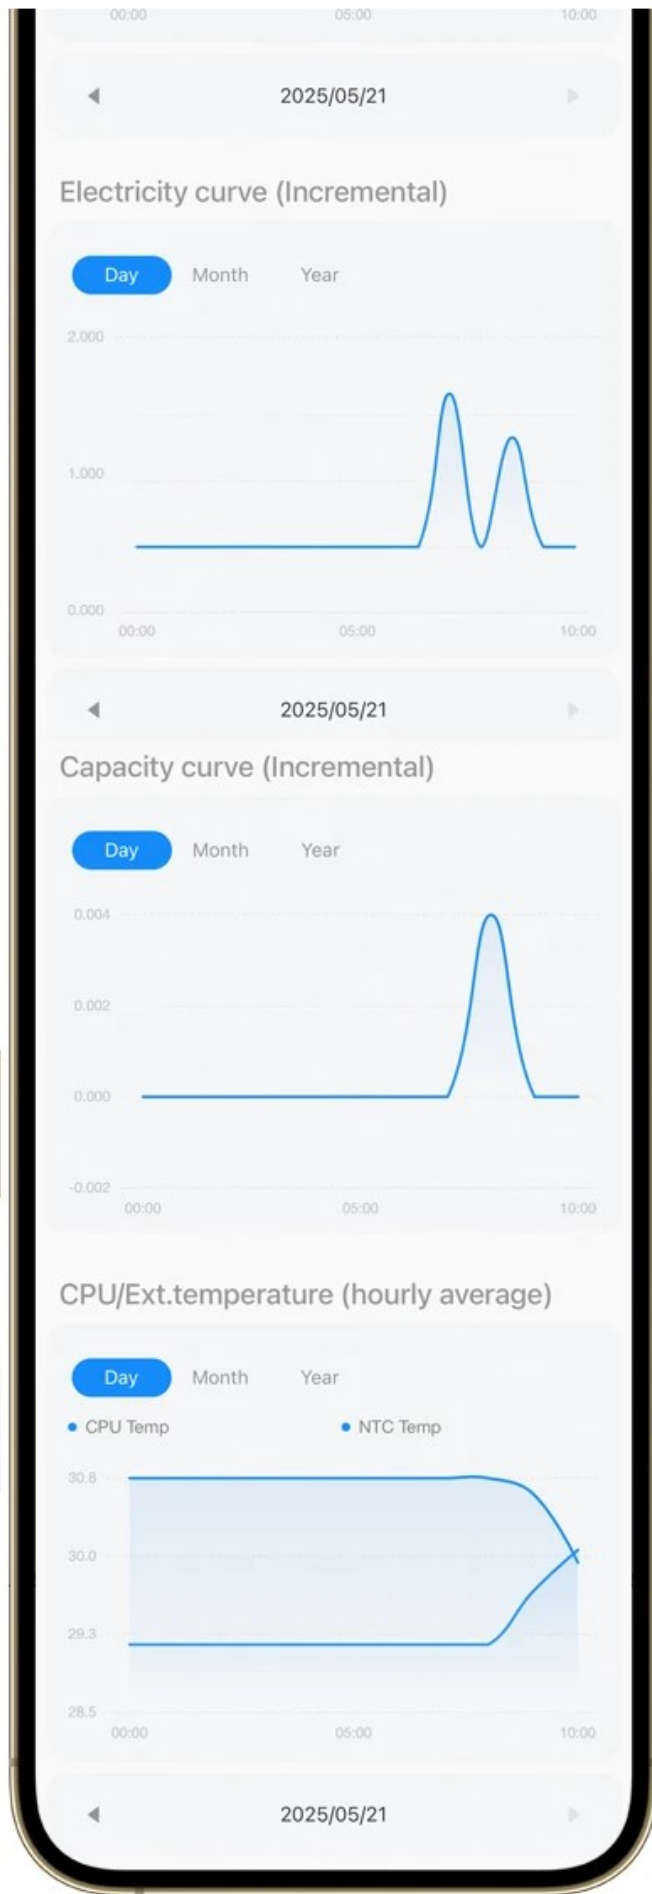 00:00 05:00 10:00
2025/05/21
Electricity curve (Incremental)
Day Month Year
2.000
1.000
0.000
00:00 05:00 10:00
2025/05/21
Capacity curve (Incremental)
Day Month Year
0.004
0.002
0.000
-0.002
00:00 05:00 10:00
CPU/Ext.temperature (hourly average)
Day Month Year
CPU Temp NTC Temp
30.8
30.0
29.3
28.5
00:00 05:00 10:00
2025/05/21